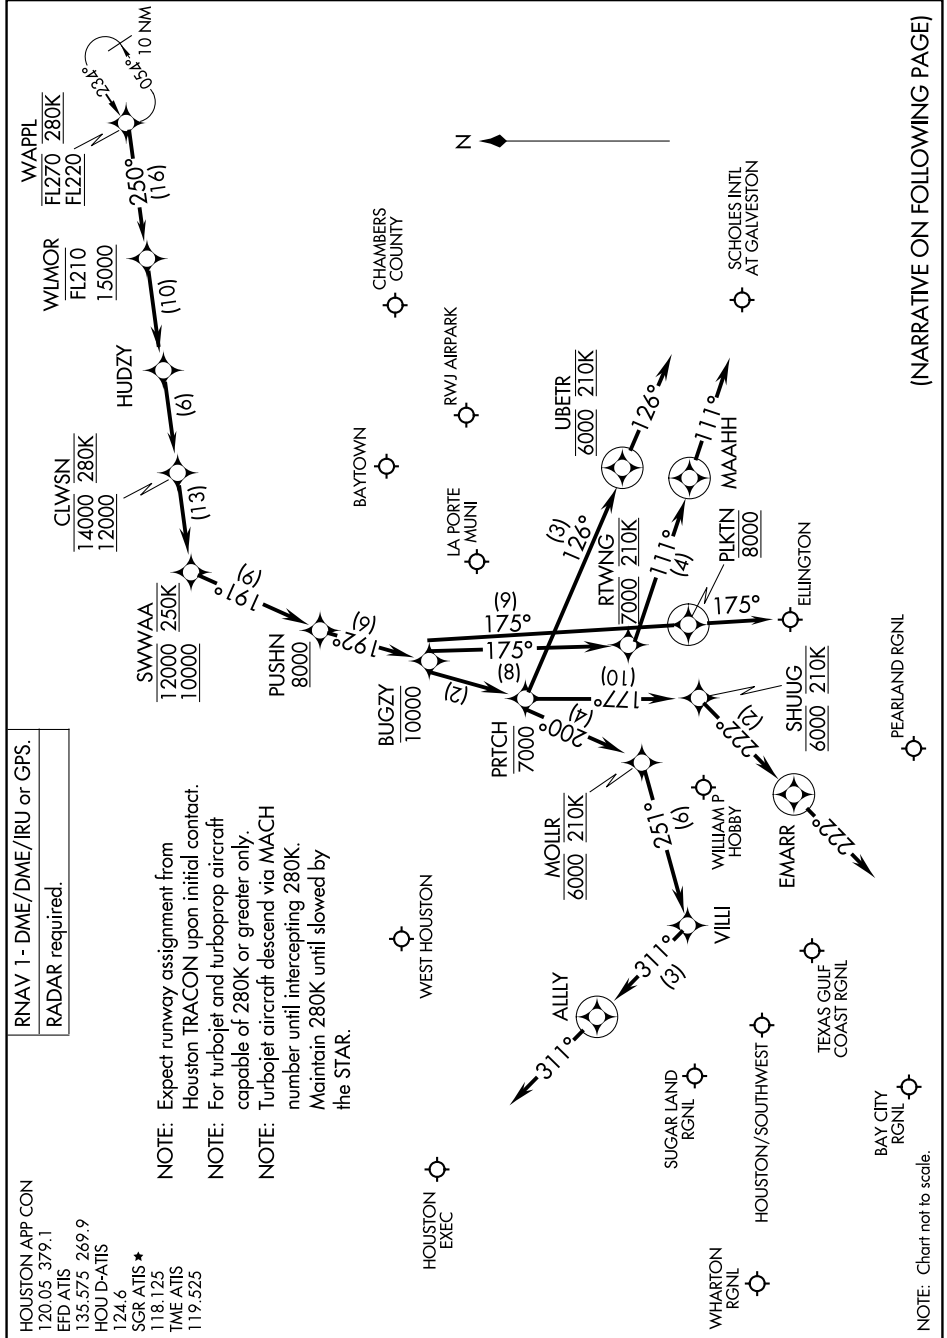 HOUSTON APP CON
120.05 379.1
EFD ATIS
135.575 269.9
HOU D-ATIS
124.6
SGR ATIS ★
118.125
TME ATIS
119.525
RNAV 1 - DME/DME/IRU or GPS.
RADAR required.
NOTE: Expect runway assignment from
Houston TRACON upon initial contact.
NOTE: For turbojet and turboprop aircraft
capable of 280K or greater only.
NOTE: Turbojet aircraft descend via MACH
number until intercepting 280K.
Maintain 280K until slowed by
the STAR.
WAPPL
FL270 280K
FL220
234°
054°
10 NM
250°
(16)
WLMOR
FL210
15000
(10)
HUDZY
(6)
CLWSN
14000 280K
12000
(13)
SWWAA
12000 250K
10000
191°
(9)
PUSHN
8000
192°
(6)
BUGZY
10000
(2)
175°
(9)
175°
(10)
PRTCH
7000
(8)
(3)
126°
UBETR
6000 210K
126°
RTWNG
7000 210K
111°
(4)
MAAHH
111°
PLKTN
8000
175°
177°
200°
(4)
SHUUG
6000 210K
222°
(2)
EMARR
222°
MOLLR
6000 210K
251°
(6)
VILLI
311°
(3)
ALLLY
311°
N
CHAMBERS
COUNTY
RWJ AIRPARK
BAYTOWN
LA PORTE
MUNI
SCHOLES INTL
AT GALVESTON
ELLINGTON
PEARLAND RGNL
WILLIAM P
HOBBY
WEST HOUSTON
HOUSTON
EXEC
SUGAR LAND
RGNL
HOUSTON/SOUTHWEST
TEXAS GULF
COAST RGNL
BAY CITY
RGNL
WHARTON
RGNL
NOTE: Chart not to scale.
(NARRATIVE ON FOLLOWING PAGE)